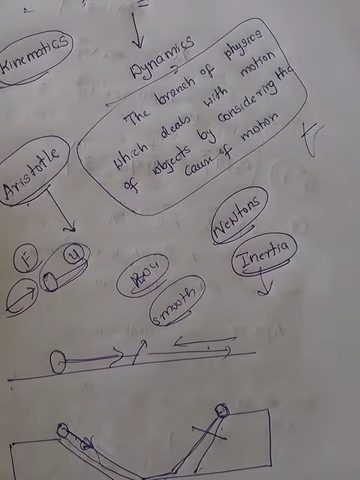 Kinematics
Dynamics
The branch of physics
which deals with motion
of objects by considering the
cause of motion
Aristotle
Newtons
Inertia
F
u
smooth